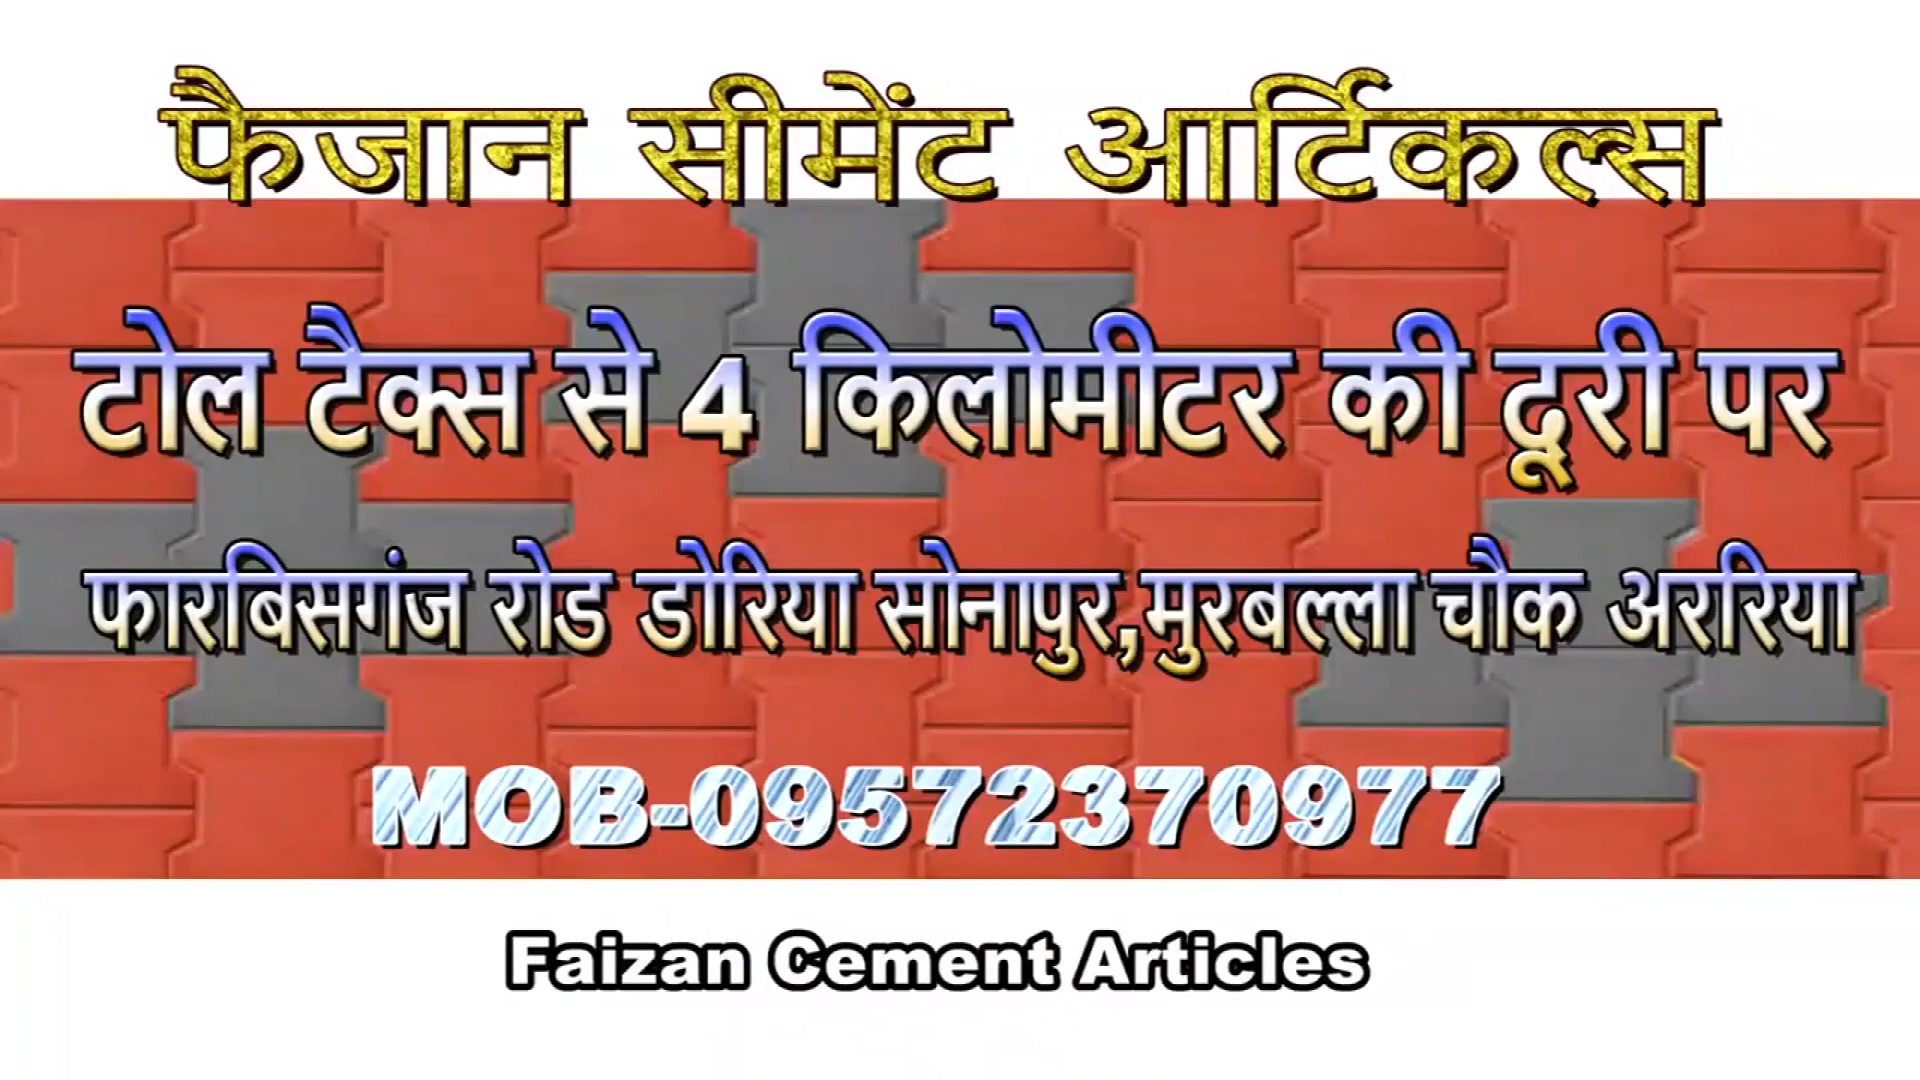 फैजान सीमेंट आर्टिकल्स
टोल टैक्स से 4 किलोमीटर की दूरी पर
फारबिसगंज रोड डोरिया सोनापुर,मुरबल्ला चौक अररिया
MOB-09572370977
Faizan Cement Articles